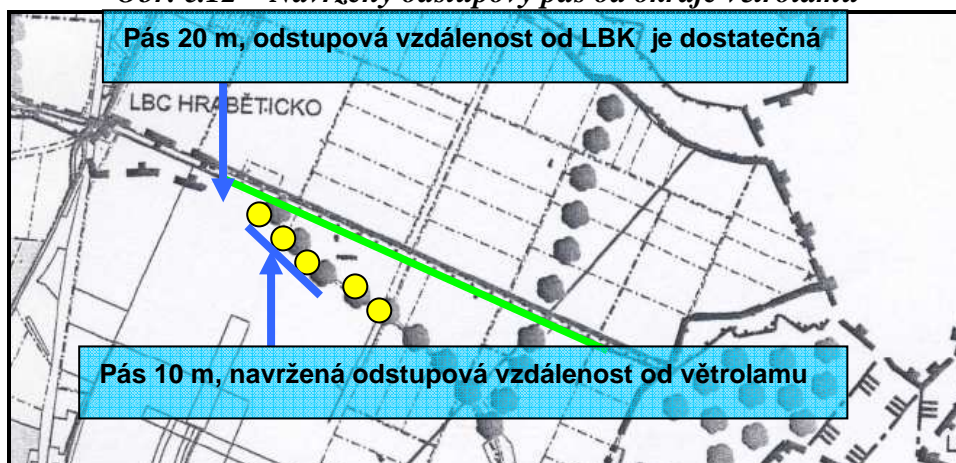 Pás 20 m, odstupová vzdálenost od LBK je dostatečná
LBC HRABĚTICKO
Pás 10 m, navržená odstupová vzdálenost od větrolamu